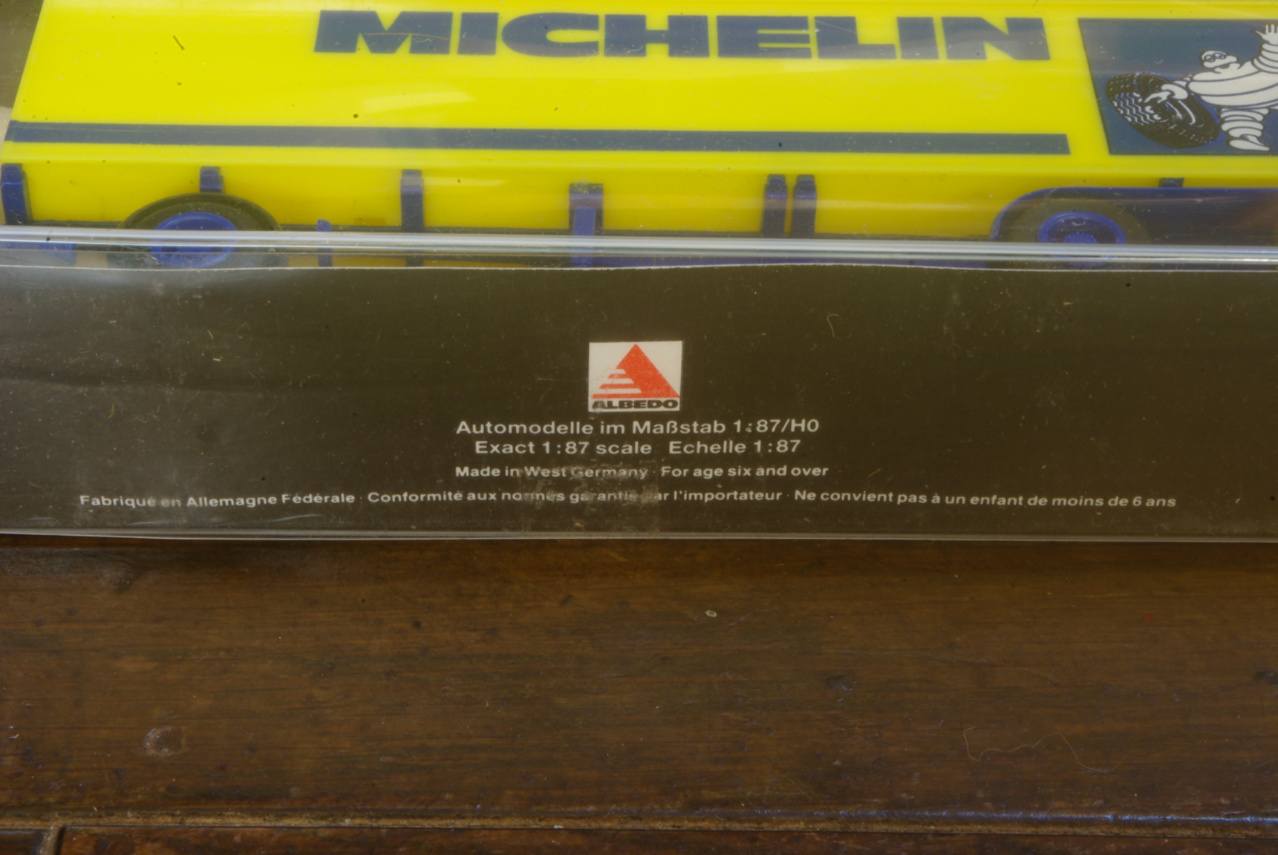 MICHELIN
ALBEDO
Automodelle im Maßstab 1:87/H0
Exact 1:87 scale Echelle 1:87
Made in West Germany · For age six and over
Fabriqué en Allemagne Fédérale · Conformité aux normes garantie par l'importateur · Ne convient pas à un enfant de moins de 6 ans